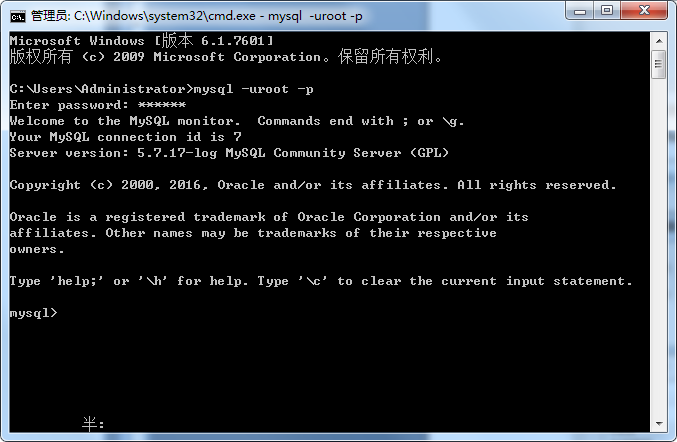 管理员: C:\Windows\system32\cmd.exe - mysql  -uroot -p
Microsoft Windows [版本 6.1.7601]
版权所有 (c) 2009 Microsoft Corporation。保留所有权利。
C:\Users\Administrator>mysql -uroot -p
Enter password: ******
Welcome to the MySQL monitor.  Commands end with ; or \g.
Your MySQL connection id is 7
Server version: 5.7.17-log MySQL Community Server (GPL)
Copyright (c) 2000, 2016, Oracle and/or its affiliates. All rights reserved.
Oracle is a registered trademark of Oracle Corporation and/or its
affiliates. Other names may be trademarks of their respective
owners.
Type 'help;' or '\h' for help. Type '\c' to clear the current input statement.
mysql>
半: